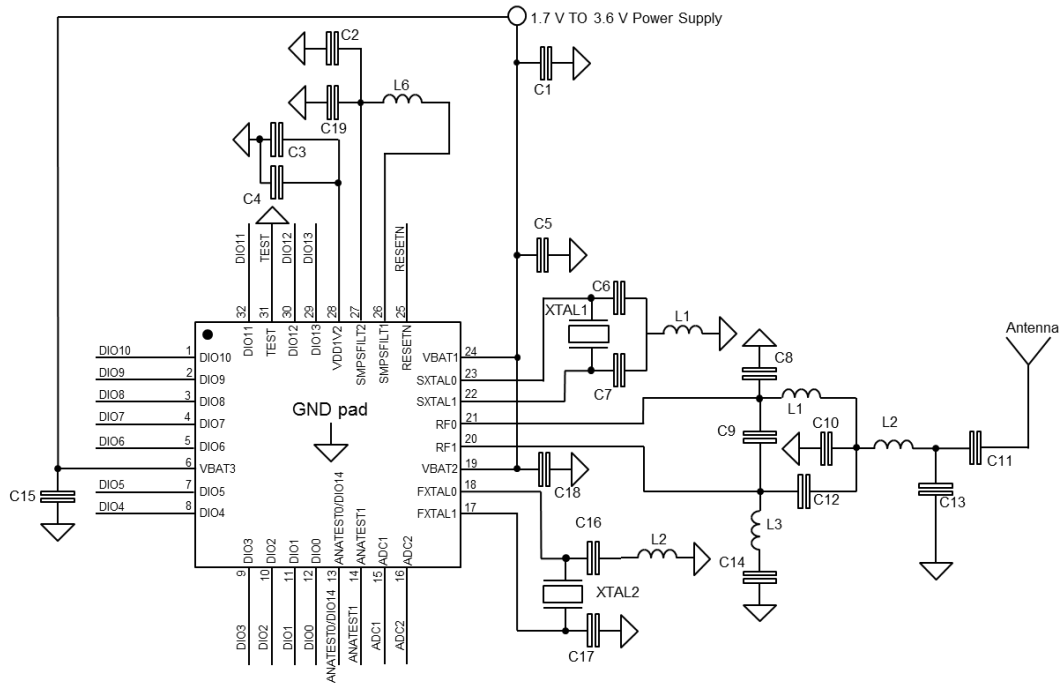 1.7 V TO 3.6 V Power Supply
C2
C1
L6
C19
C3
C4
C5
DIO11
TEST
DIO12
DIO13
RESETN
32
31
30
29
28
27
26
25
DIO11
TEST
DIO12
DIO13
VDD1V2
SMPSFILT2
SMPSFILT1
RESETN
C6
XTAL1
L1
C7
Antenna
DIO10 1 DIO10
DIO9 2 DIO9
DIO8 3 DIO8
DIO7 4 DIO7
DIO6 5 DIO6
6 VBAT3
DIO5 7 DIO5
DIO4 8 DIO4
C15
GND pad
VBAT1 24
SXTAL0 23
SXTAL1 22
RF0 21
RF1 20
VBAT2 19
FXTAL0 18
FXTAL1 17
C8
L1
C9
C10
L2
C11
C12
C13
C18
L3
C14
C16
L2
XTAL2
C17
DIO3
DIO2
DIO1
DIO0
ANATEST0/DIO14
ANATEST1
ADC1
ADC2
9
10
11
12
13
14
15
16
DIO3
DIO2
DIO1
DIO0
ANATEST0/DIO14
ANATEST1
ADC1
ADC2